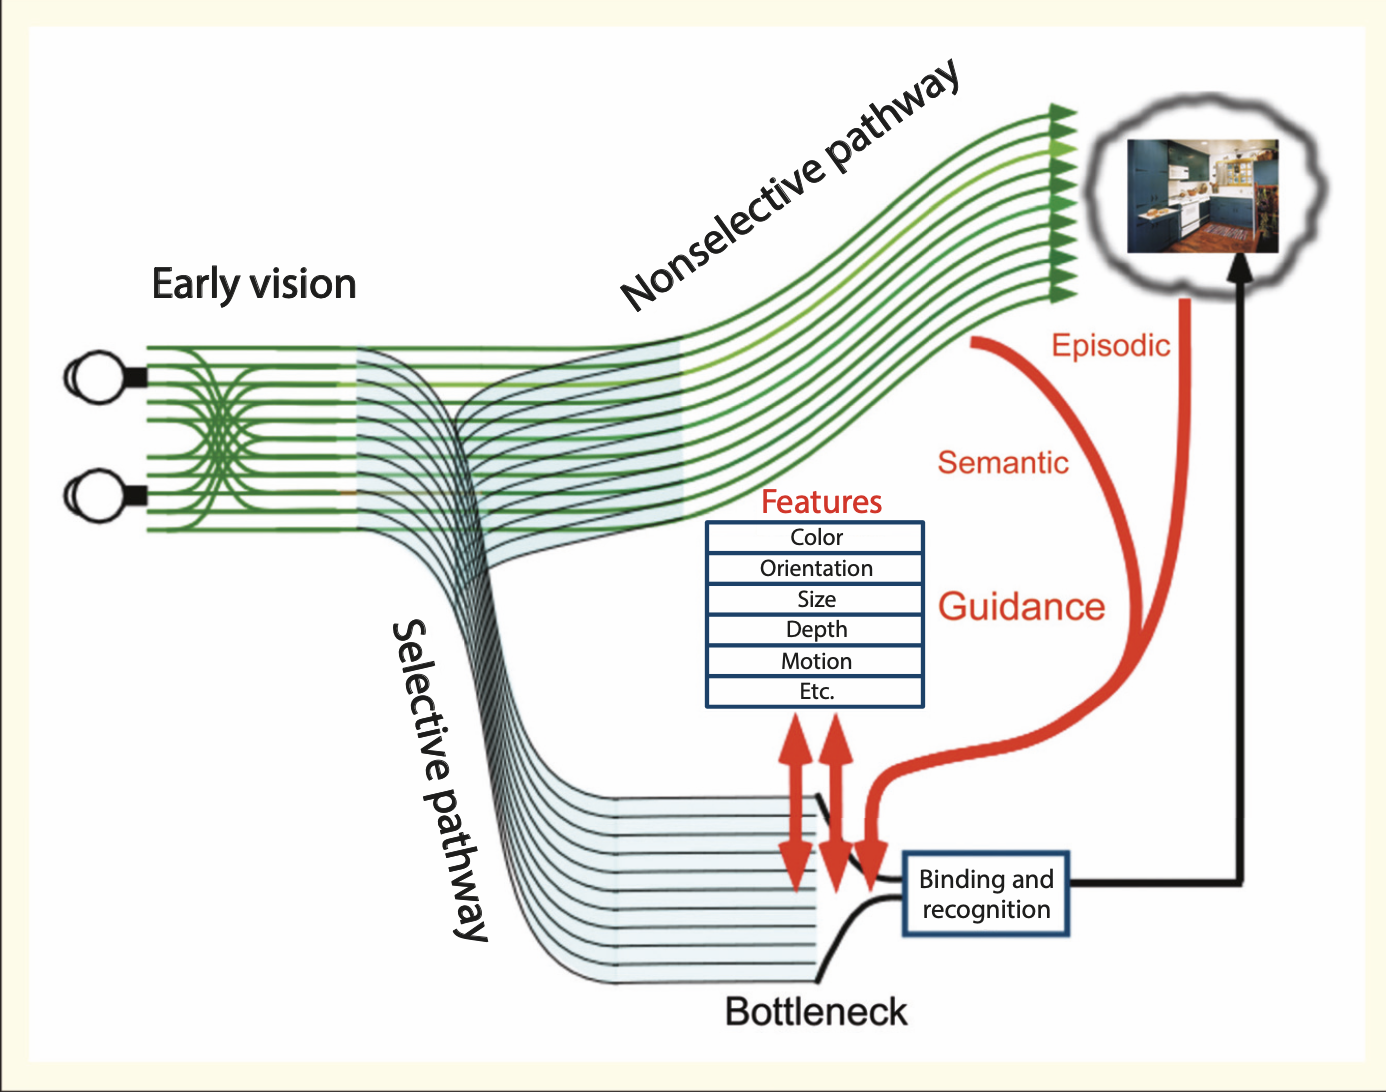 Nonselective pathway
Early vision
Episodic
Semantic
Features
Color
Orientation
Size
Depth
Motion
Etc.
Guidance
Selective pathway
Binding and
recognition
Bottleneck